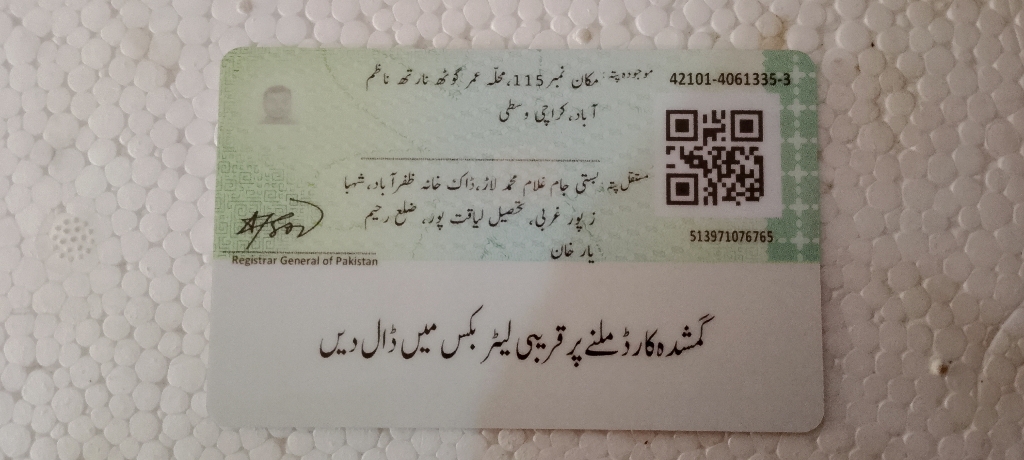 42101-4061335-3
موجودہ پتہ: مکان نمبر 115، محلّہ عمر گوٹھ نارتھ ناظم
آباد، کراچی وسطی
مستقل پتہ: بستی جام غلام محمد لاڑ، ڈاک خانہ ظفر آباد، شہبا
ز پور غربی، تحصیل لیاقت پور، ضلع رحیم
یار خان
513971076765
Registrar General of Pakistan
گمشدہ کارڈ ملنے پر قریبی لیٹر بکس میں ڈال دیں